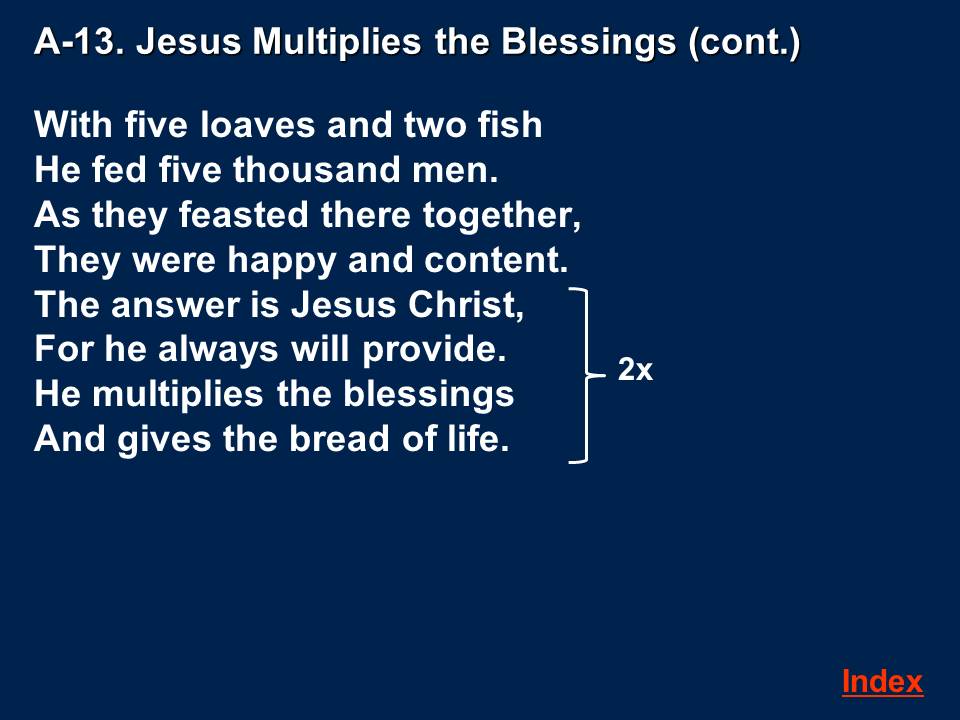 A-13. Jesus Multiplies the Blessings (cont.)
With five loaves and two fish
He fed five thousand men.
As they feasted there together,
They were happy and content.
The answer is Jesus Christ,
For he always will provide.
He multiplies the blessings
And gives the bread of life.
2x
Index